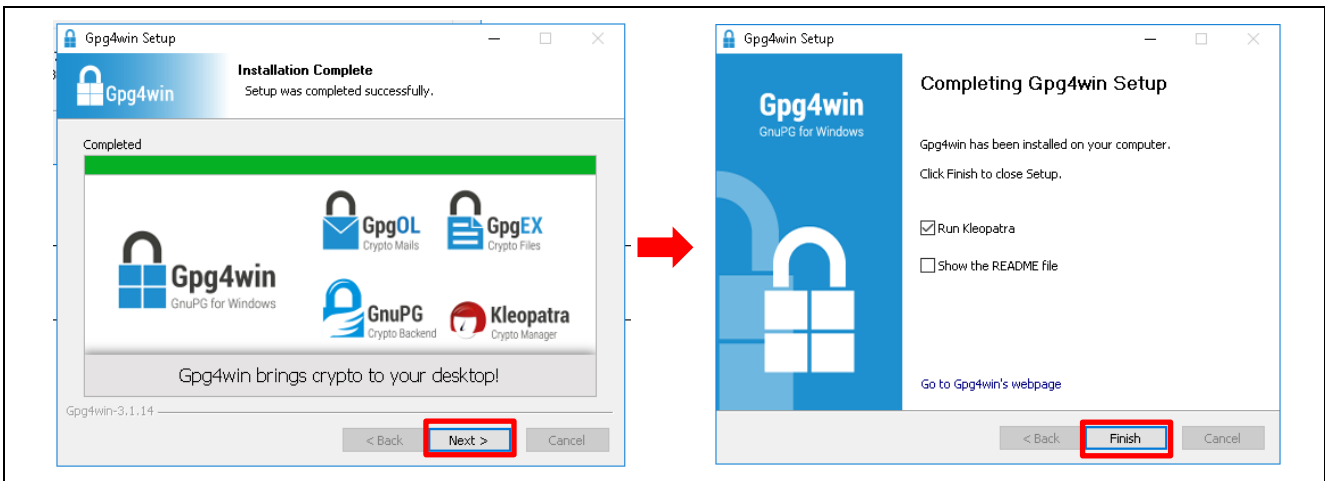 Gpg4win Setup
Gpg4win
Installation Complete
Setup was completed successfully.
Completed
Gpg4win
GnuPG for Windows
GpgOL
Crypto Mails
GpgEX
Crypto Files
GnuPG
Crypto Backend
Kleopatra
Crypto Manager
Gpg4win brings crypto to your desktop!
Gpg4win-3.1.14
< Back Next > Cancel
Gpg4win Setup
Gpg4win
GnuPG for Windows
Completing Gpg4win Setup
Gpg4win has been installed on your computer.
Click Finish to close Setup.
Run Kleopatra
Show the README file
Go to Gpg4win's webpage
< Back Finish Cancel